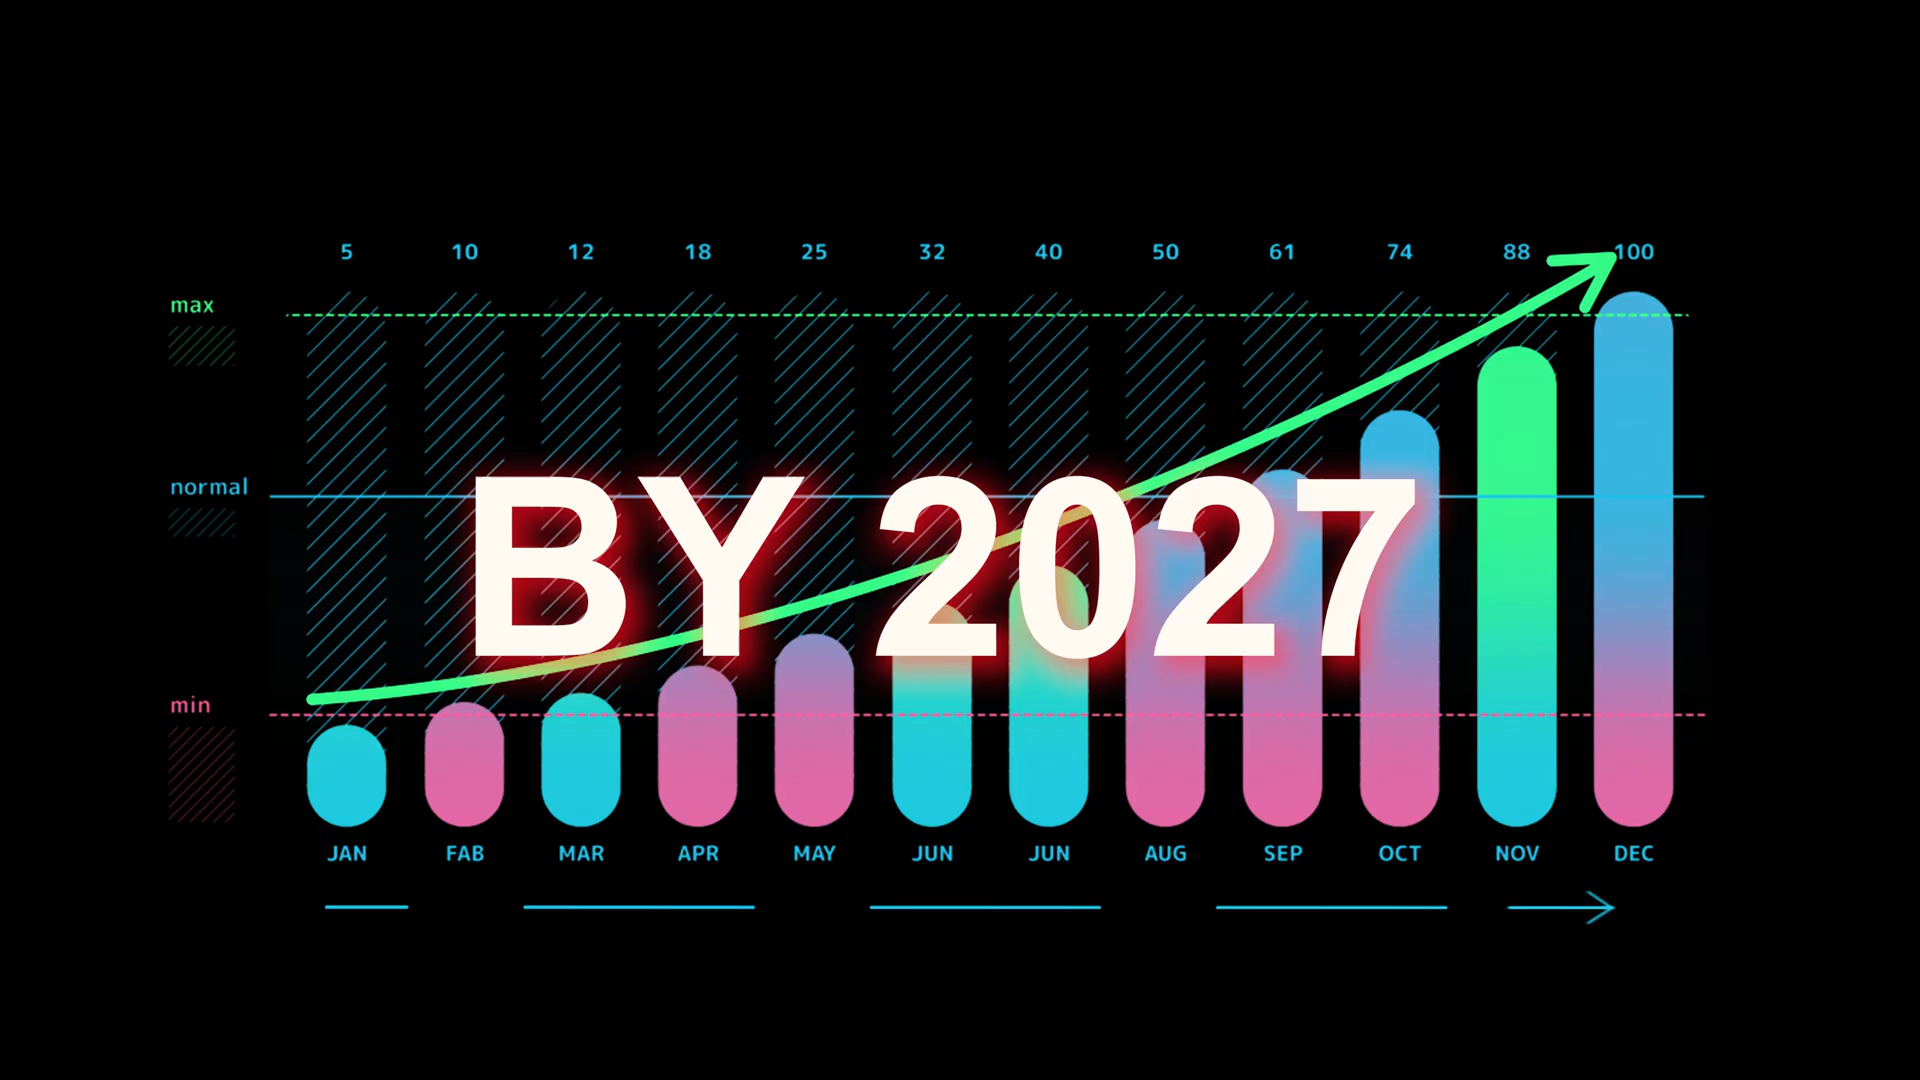 5 10 12 18 25 32 40 50 61 74 88 100
max
normal
BY 2027
min
JAN FAB MAR APR MAY JUN JUN AUG SEP OCT NOV DEC